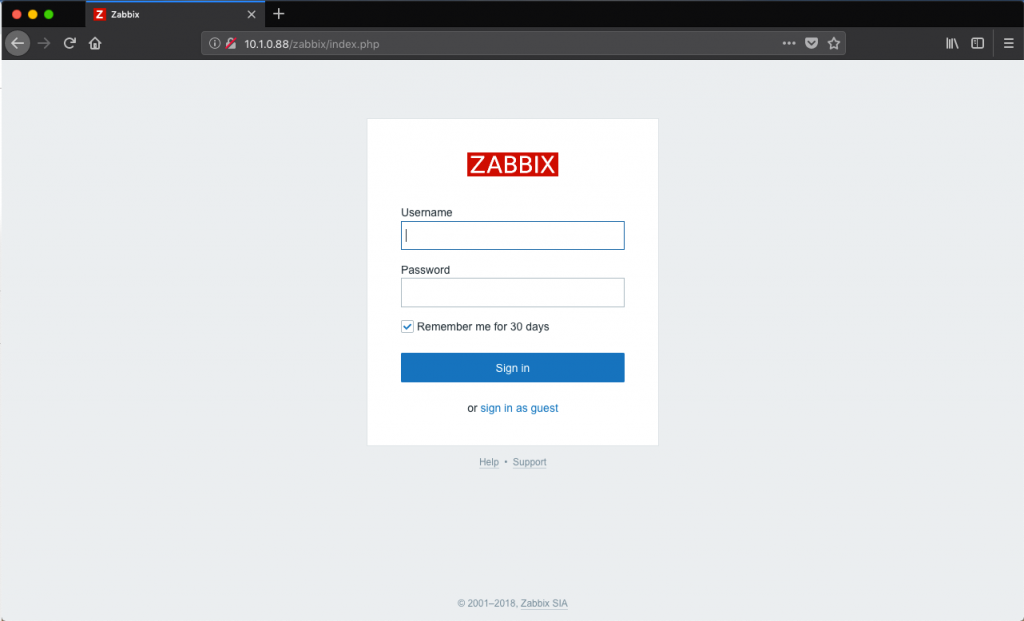 Zabbix
10.1.0.88/zabbix/index.php
ZABBIX
Username
Password
Remember me for 30 days
Sign in
or sign in as guest
Help • Support
© 2001–2018, Zabbix SIA